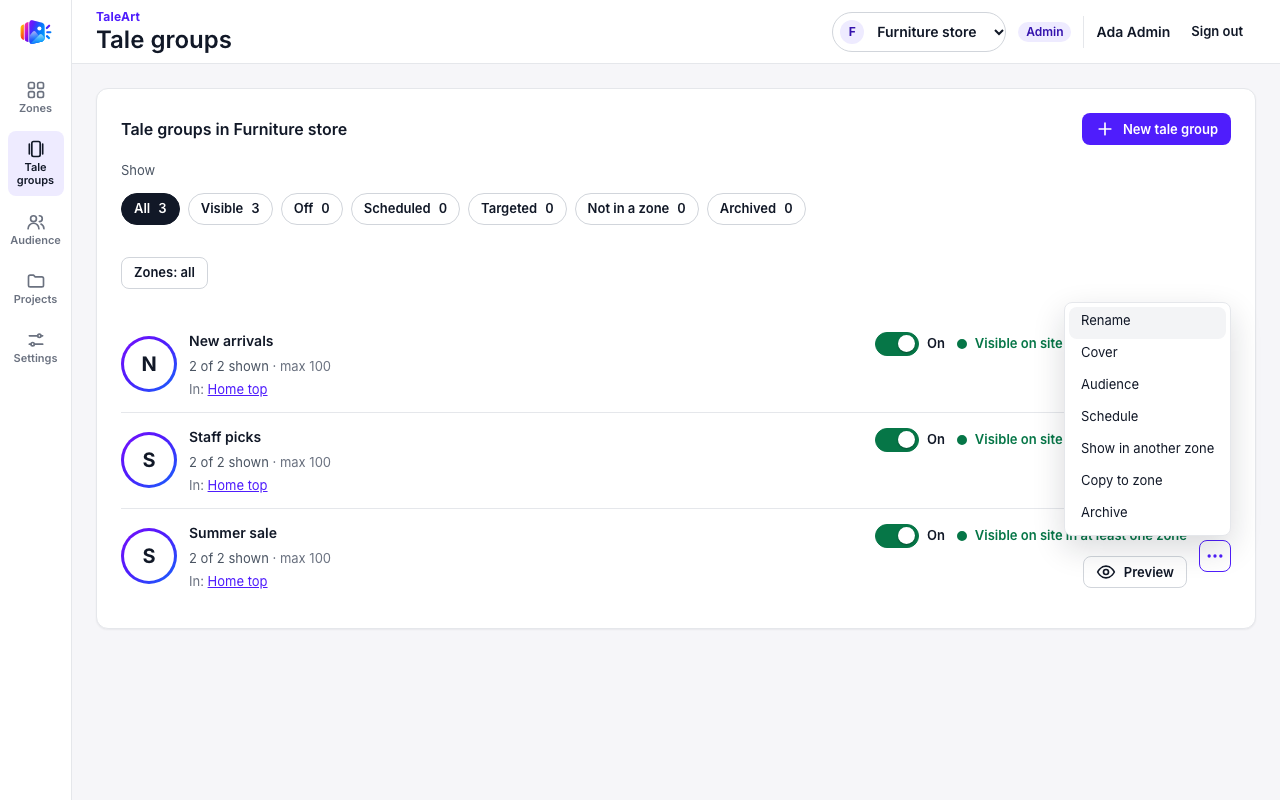 TaleArt
Tale groups
F Furniture store
Admin
Ada Admin
Sign out
Zones
Tale groups
Audience
Projects
Settings
Tale groups in Furniture store
New tale group
Show
All 3
Visible 3
Off 0
Scheduled 0
Targeted 0
Not in a zone 0
Archived 0
Zones: all
N
New arrivals
2 of 2 shown · max 100
In: Home top
On
Visible on site
S
Staff picks
2 of 2 shown · max 100
In: Home top
On
Visible on site
S
Summer sale
2 of 2 shown · max 100
In: Home top
On
Visible on site in at least one zone
Preview
Rename
Cover
Audience
Schedule
Show in another zone
Copy to zone
Archive